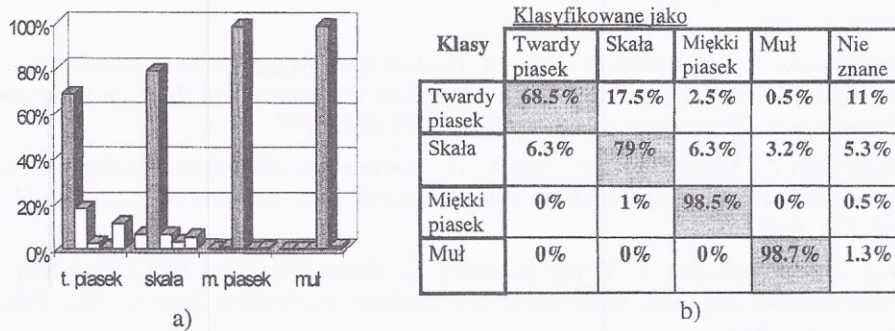 100%
80%
60%
40%
20%
0%
t. piasek skała m. piasek muł
a)
Klasyfikowane jako
Klasy Twardy piasek Skała Miękki piasek Muł Nie znane
Twardy piasek 68.5% 17.5% 2.5% 0.5% 11%
Skała 6.3% 79% 6.3% 3.2% 5.3%
Miękki piasek 0% 1% 98.5% 0% 0.5%
Muł 0% 0% 0% 98.7% 1.3%
b)